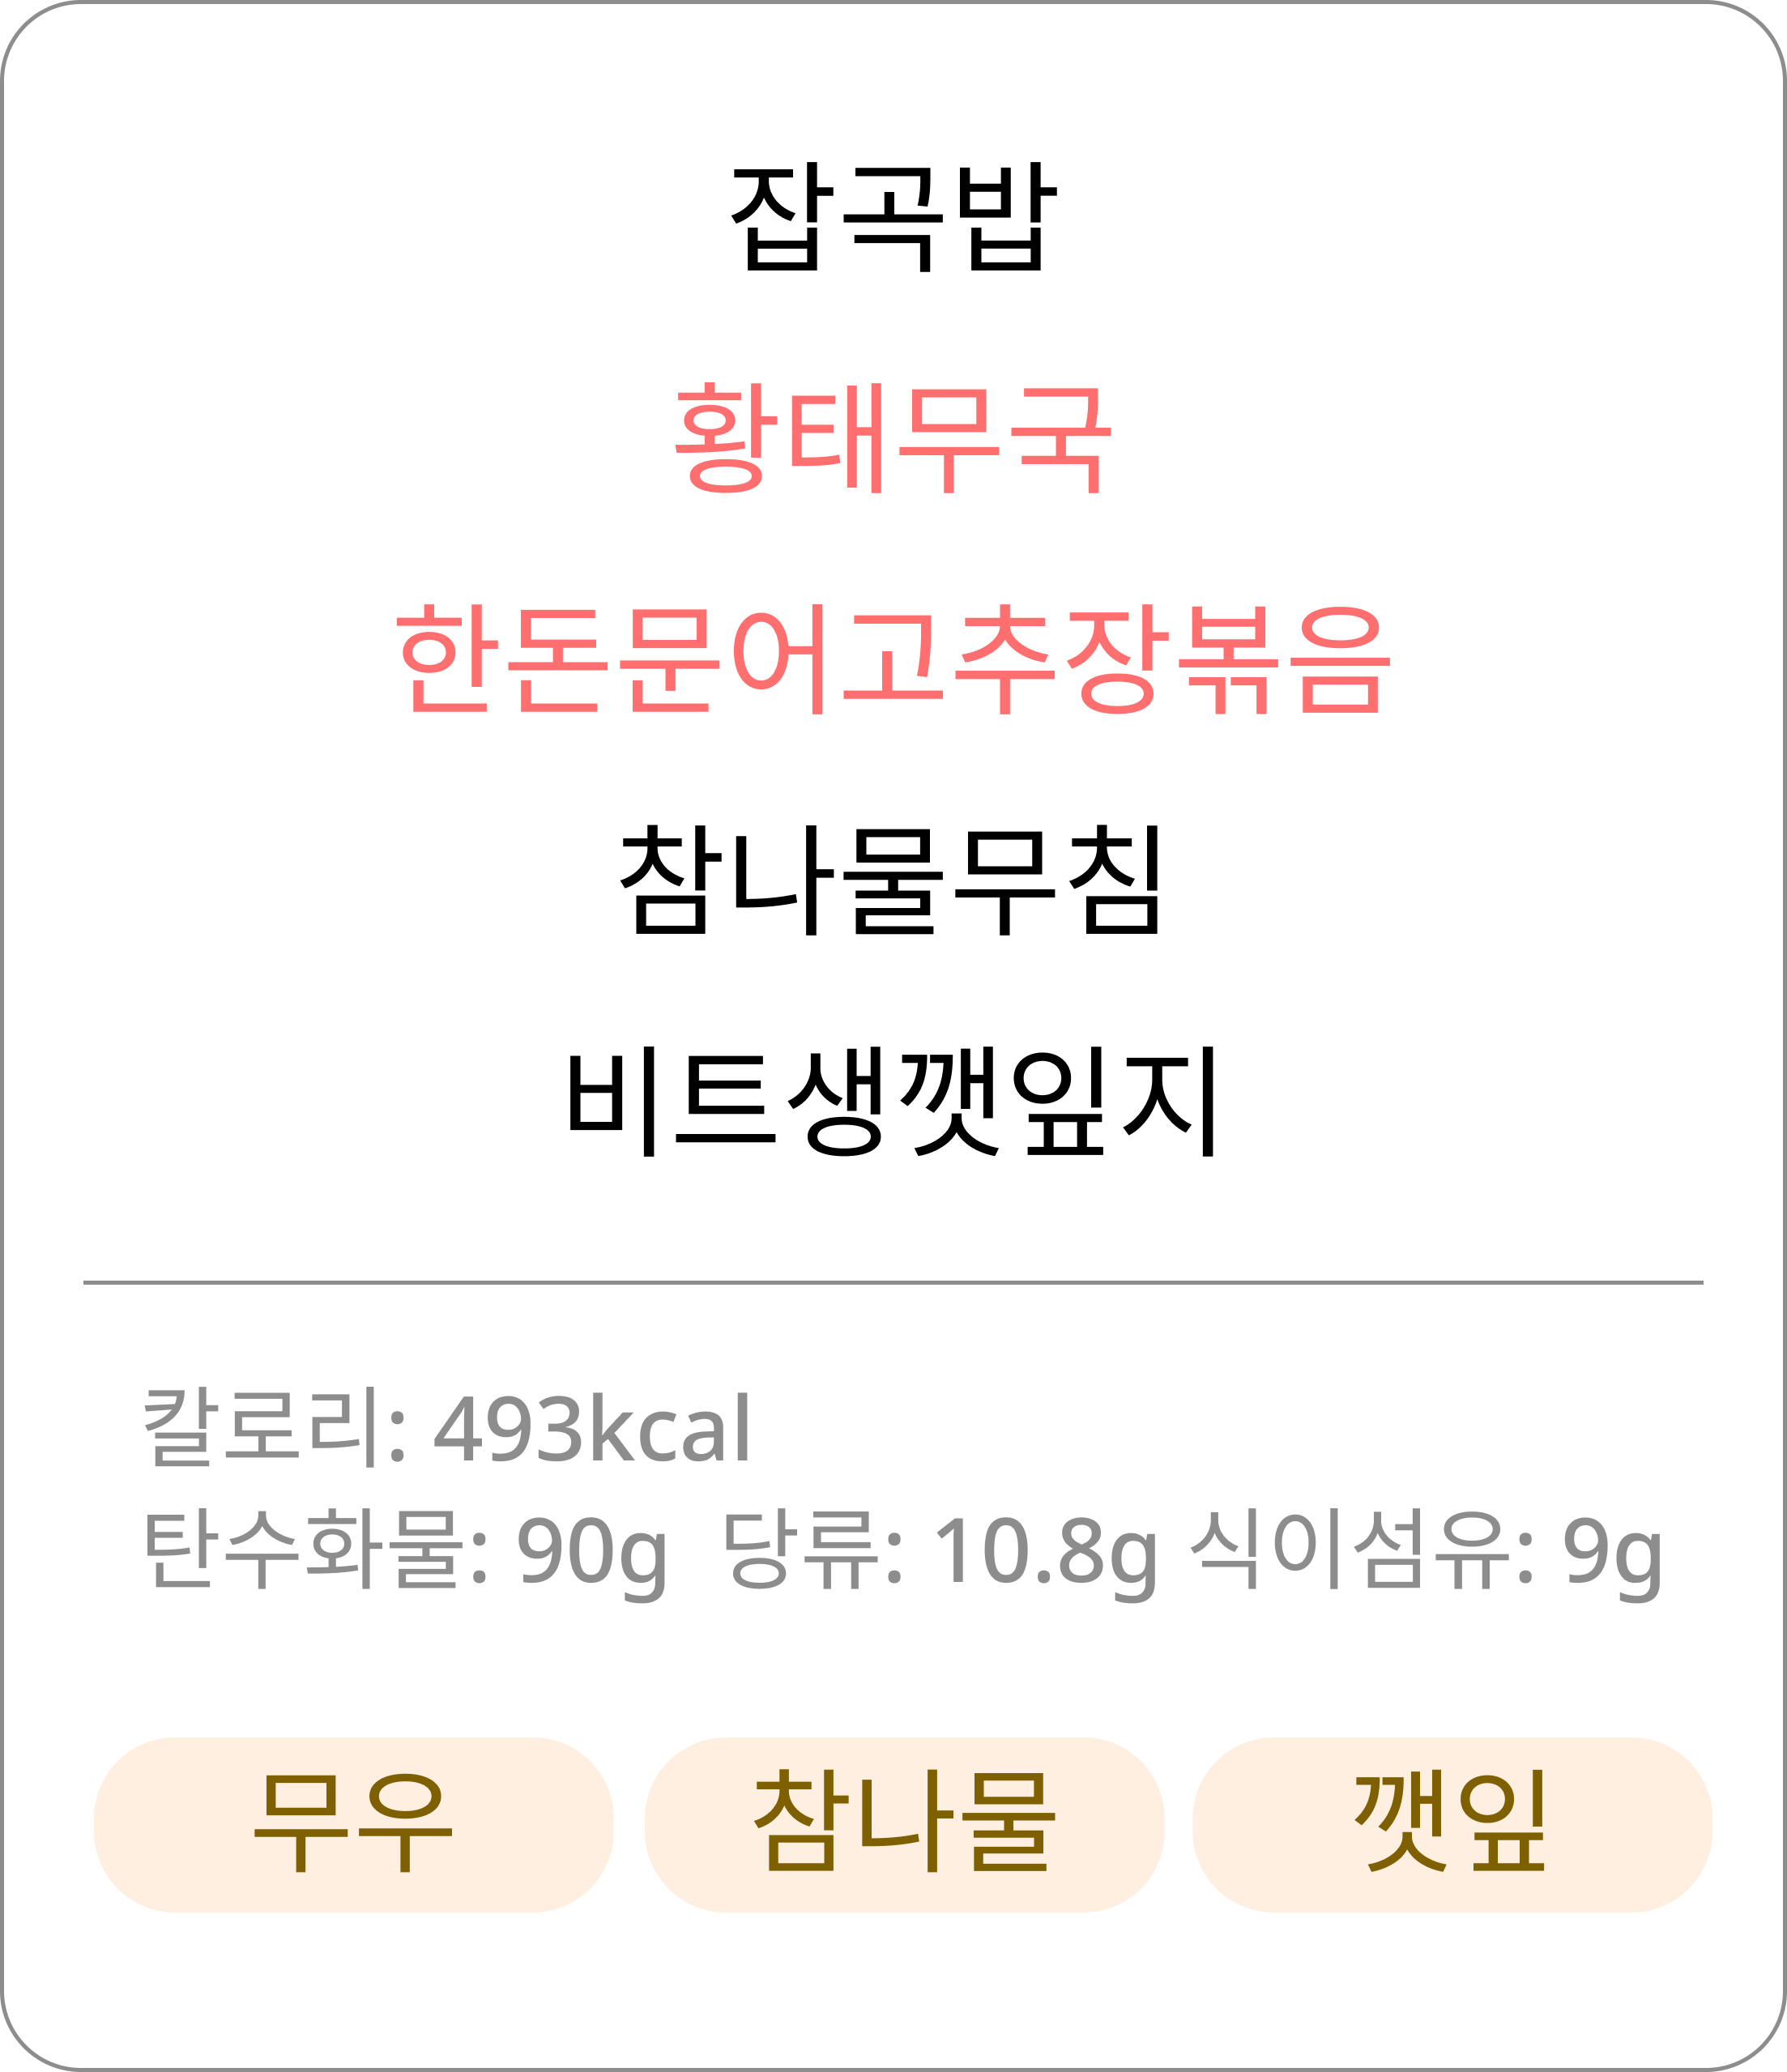 잡곡밥
황태무국
한돈문어고추장볶음
참나물무침
비트생깻잎지
칼로리: 493kcal
탄수화물: 90g 당류: 10.8g 식이섬유: 9g
무우 참나물 깻잎